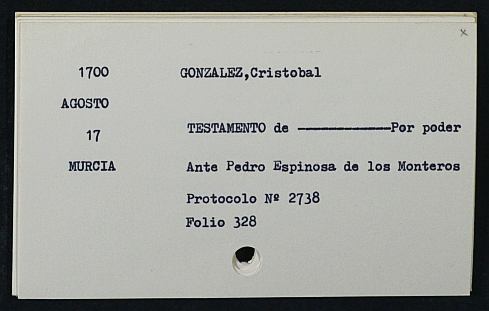 1700 GONZALEZ,Cristobal
AGOSTO
17 TESTAMENTO de ————————Por poder
MURCIA Ante Pedro Espinosa de los Monteros
Protocolo Nº 2738
Folio 328